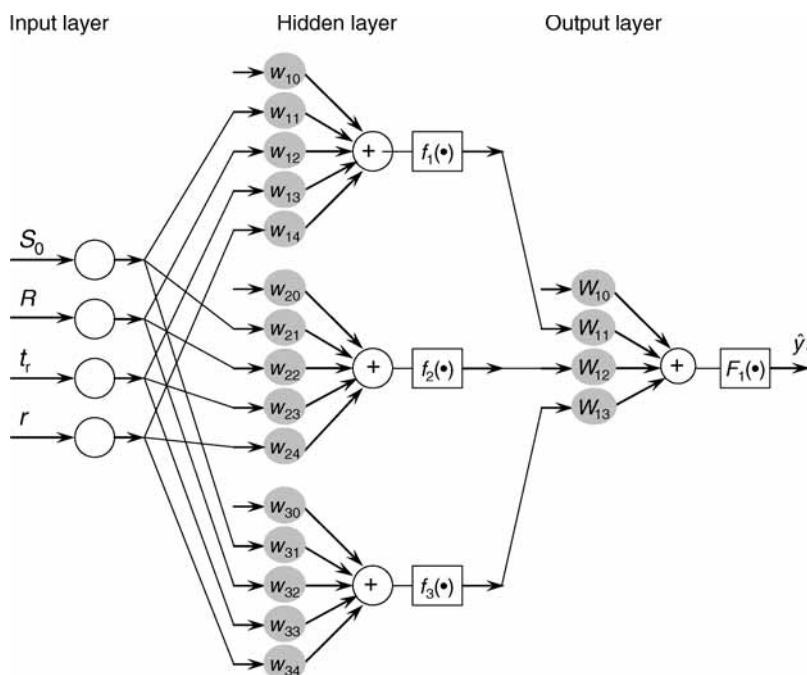 Input layer
Hidden layer
Output layer
S₀
R
tᵣ
r
w₁₀
w₁₁
w₁₂
w₁₃
w₁₄
+
f₁(•)
w₂₀
w₂₁
w₂₂
w₂₃
w₂₄
+
f₂(•)
w₃₀
w₃₁
w₃₂
w₃₃
w₃₄
+
f₃(•)
W₁₀
W₁₁
W₁₂
W₁₃
+
F₁(•)
ŷ